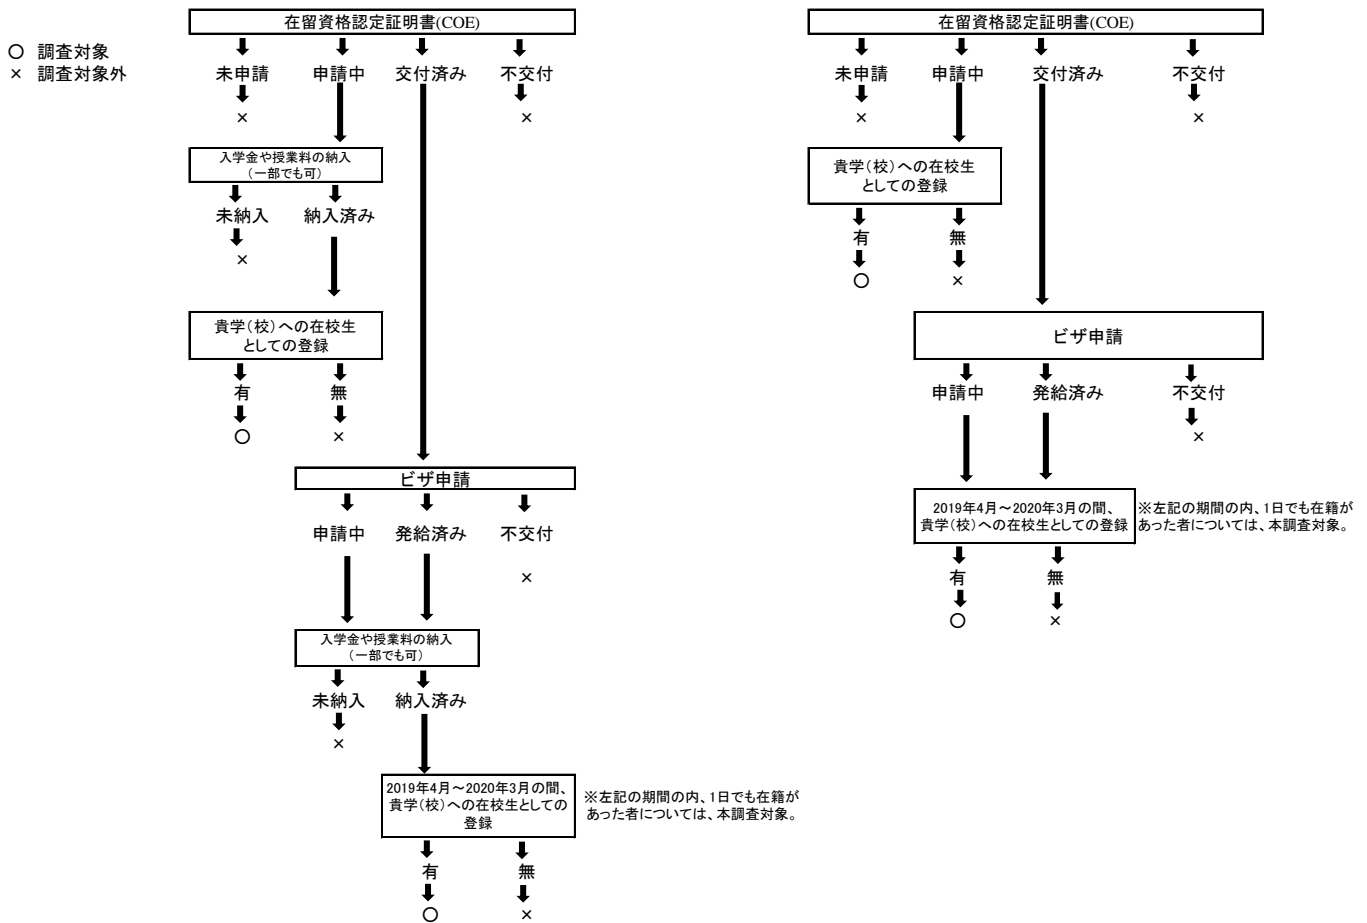 ○ 調査対象
× 調査対象外
在留資格認定証明書(COE)
未申請 申請中 交付済み 不交付
× ×
入学金や授業料の納入
(一部でも可)
未納入 納入済み
×
貴学(校)への在校生
としての登録
有 無
○ ×
ビザ申請
申請中 発給済み 不交付
×
入学金や授業料の納入
(一部でも可)
未納入 納入済み
×
2019年4月~2020年3月の間、
貴学(校)への在校生としての
登録
※左記の期間の内、1日でも在籍が
あった者については、本調査対象。
有 無
○ ×
在留資格認定証明書(COE)
未申請 申請中 交付済み 不交付
× ×
貴学(校)への在校生
としての登録
有 無
○ ×
ビザ申請
申請中 発給済み 不交付
×
2019年4月~2020年3月の間、
貴学(校)への在校生としての登録
※左記の期間の内、1日でも在籍が
あった者については、本調査対象。
有 無
○ ×